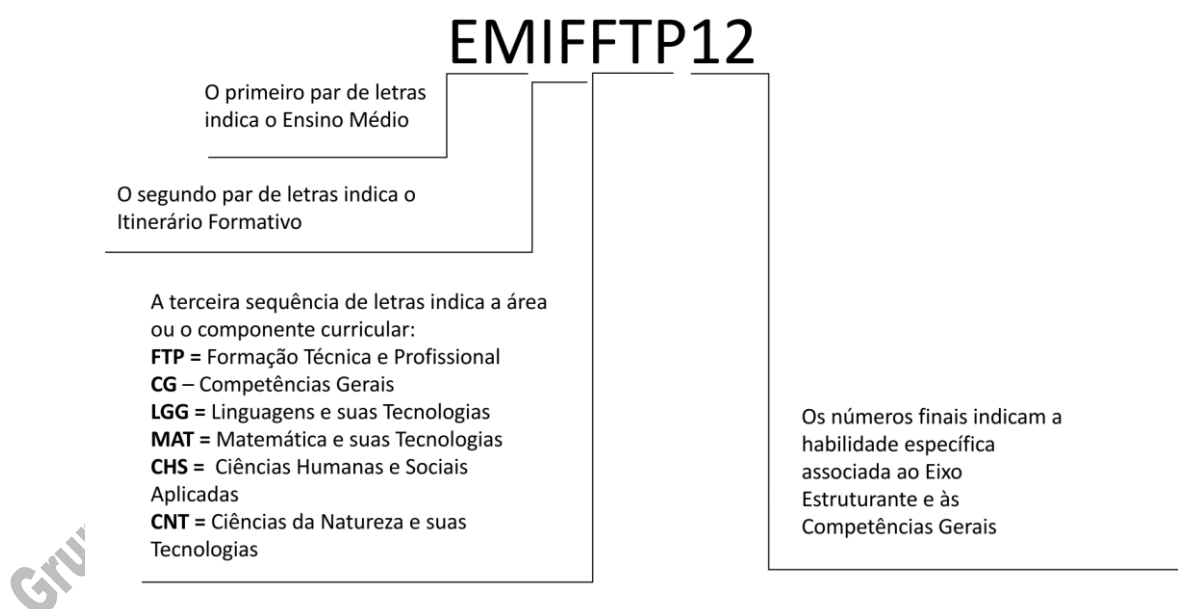 EMIFFTP12
O primeiro par de letras
indica o Ensino Médio
O segundo par de letras indica o
Itinerário Formativo
A terceira sequência de letras indica a área
ou o componente curricular:
FTP = Formação Técnica e Profissional
CG – Competências Gerais
LGG = Linguagens e suas Tecnologias
MAT = Matemática e suas Tecnologias
CHS = Ciências Humanas e Sociais
Aplicadas
CNT = Ciências da Natureza e suas
Tecnologias
Os números finais indicam a
habilidade específica
associada ao Eixo
Estruturante e às
Competências Gerais